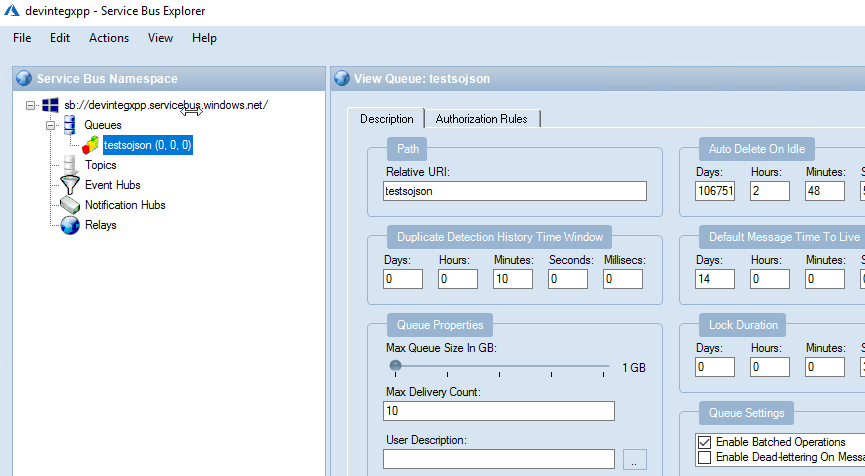 devintegxpp - Service Bus Explorer
File Edit Actions View Help
Service Bus Namespace
sb://devintegxpp.servicebus.windows.net/
Queues
testsojson (0, 0, 0)
Topics
Event Hubs
Notification Hubs
Relays
View Queue: testsojson
Description Authorization Rules
Path
Relative URI:
testsojson
Auto Delete On Idle
Days: Hours: Minutes: S
106751 2 48
Duplicate Detection History Time Window
Days: Hours: Minutes: Seconds: Millisecs:
0 0 10 0 0
Default Message Time To Live
Days: Hours: Minutes: S
14 0 0
Queue Properties
Max Queue Size In GB:
1 GB
Max Delivery Count:
10
User Description:
..
Lock Duration
Days: Hours: Minutes: S
0 0 0
Queue Settings
Enable Batched Operations
Enable Dead-lettering On Messa